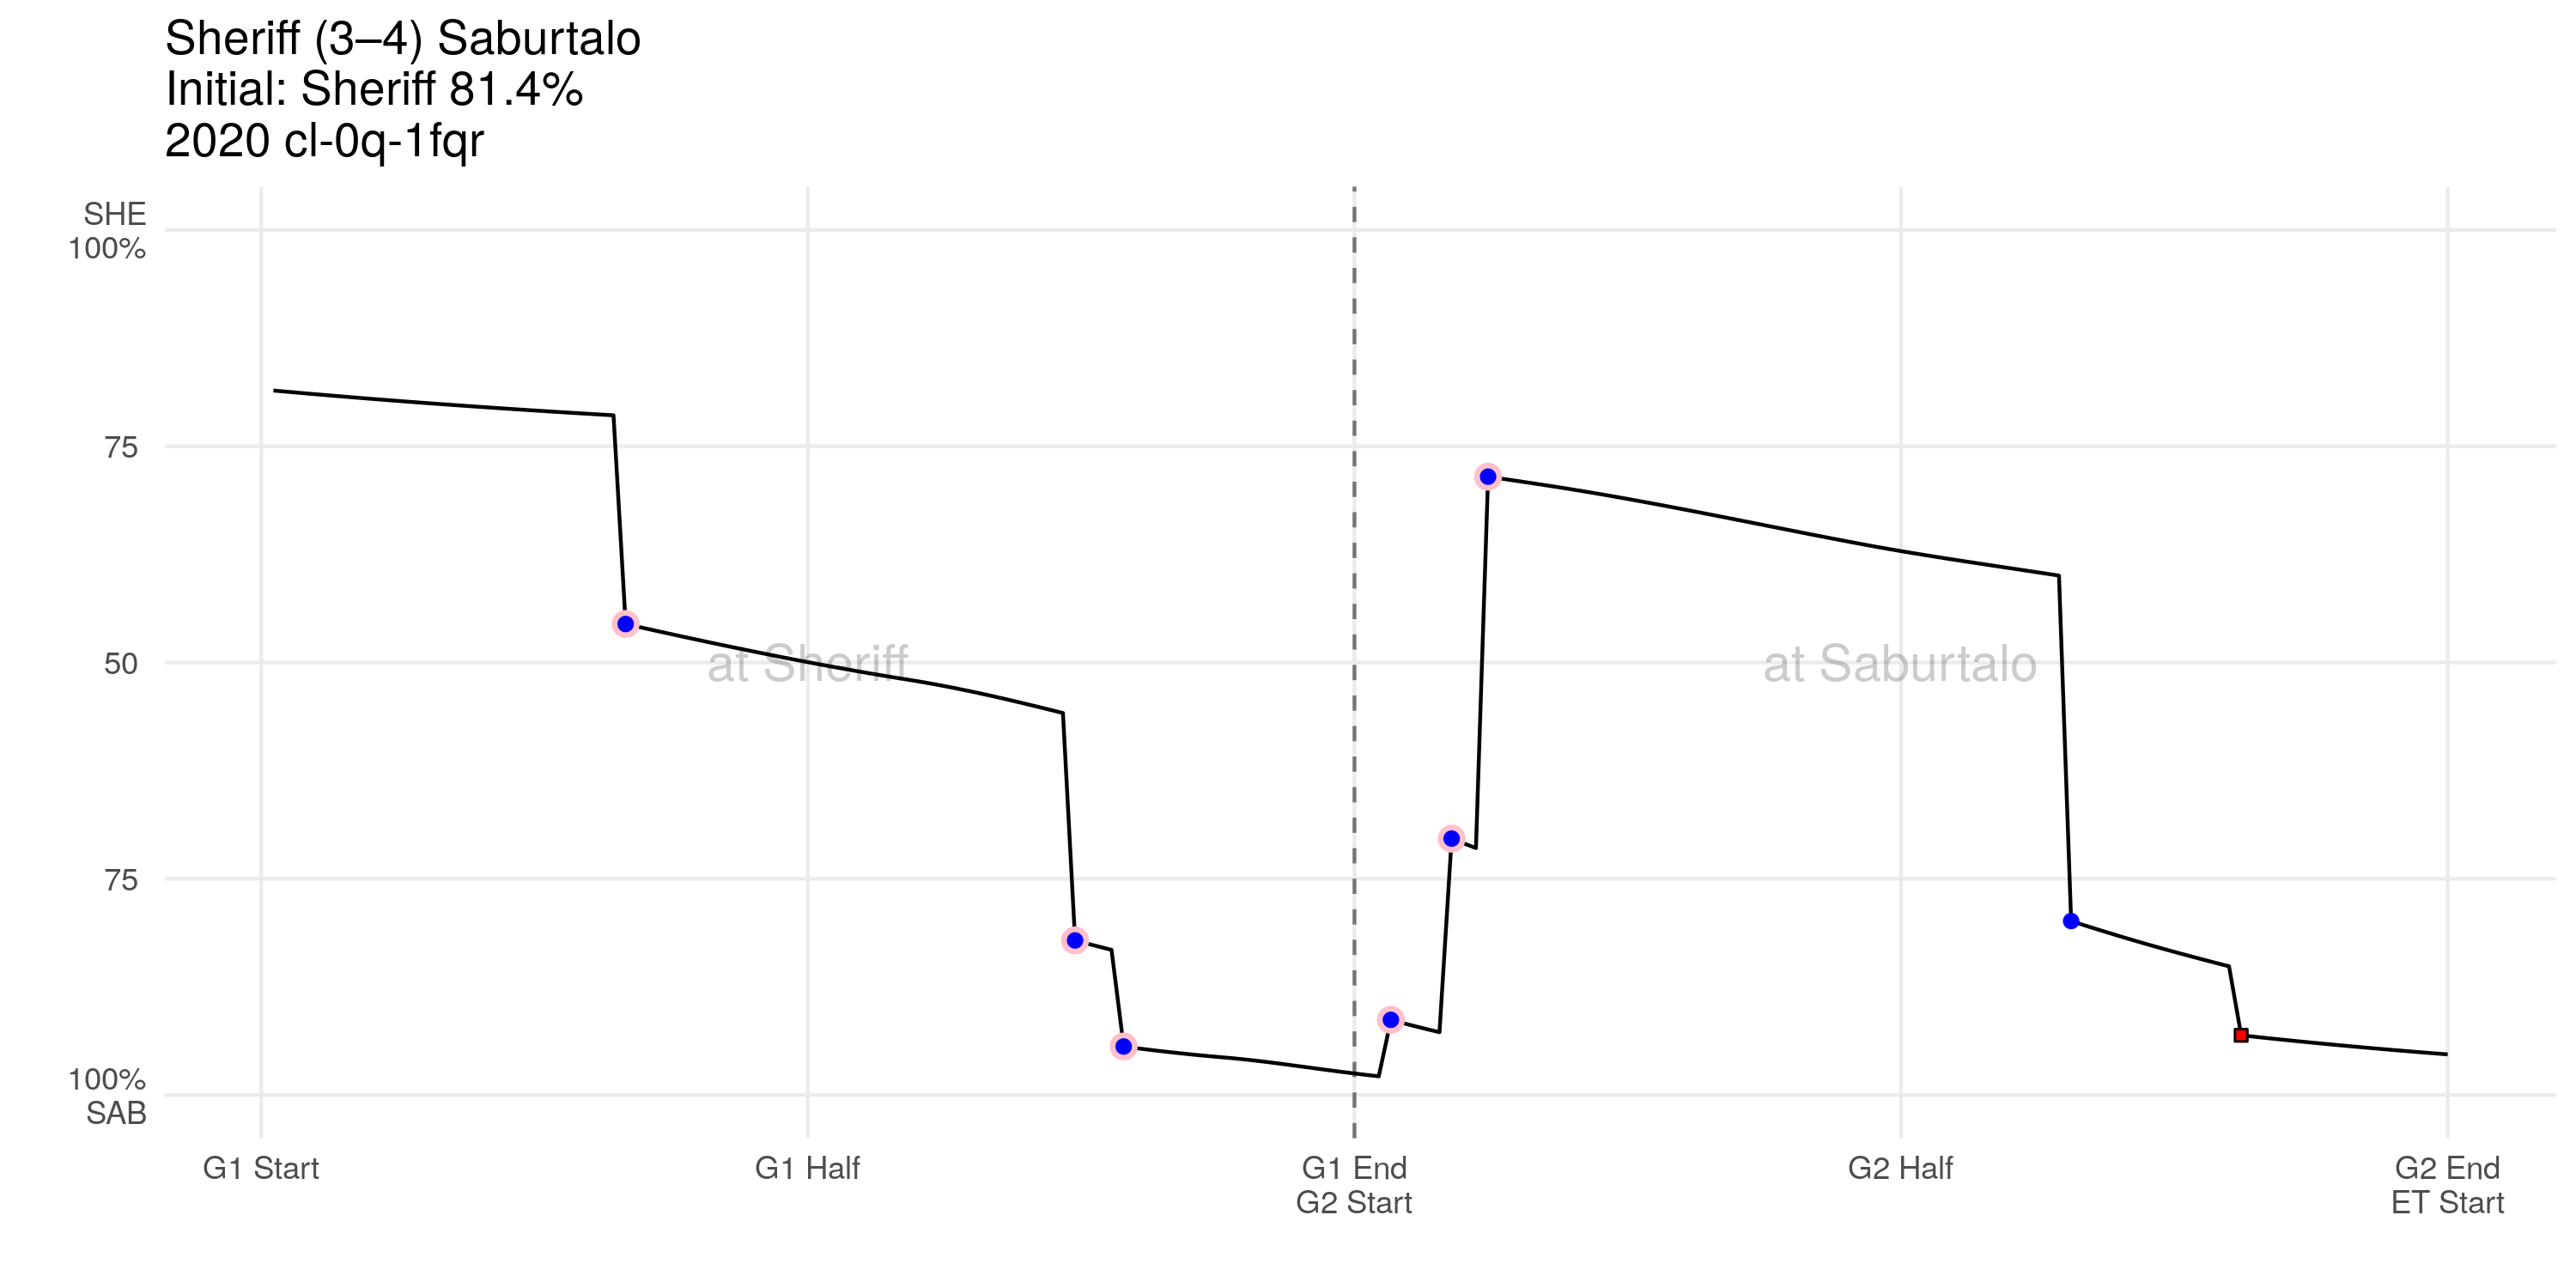 Sheriff (3–4) Saburtalo
Initial: Sheriff 81.4%
2020 cl-0q-1fqr
SHE
100%
75
50
75
100%
SAB
at Sheriff
at Saburtalo
G1 Start
G1 Half
G1 End
G2 Start
G2 Half
G2 End
ET Start